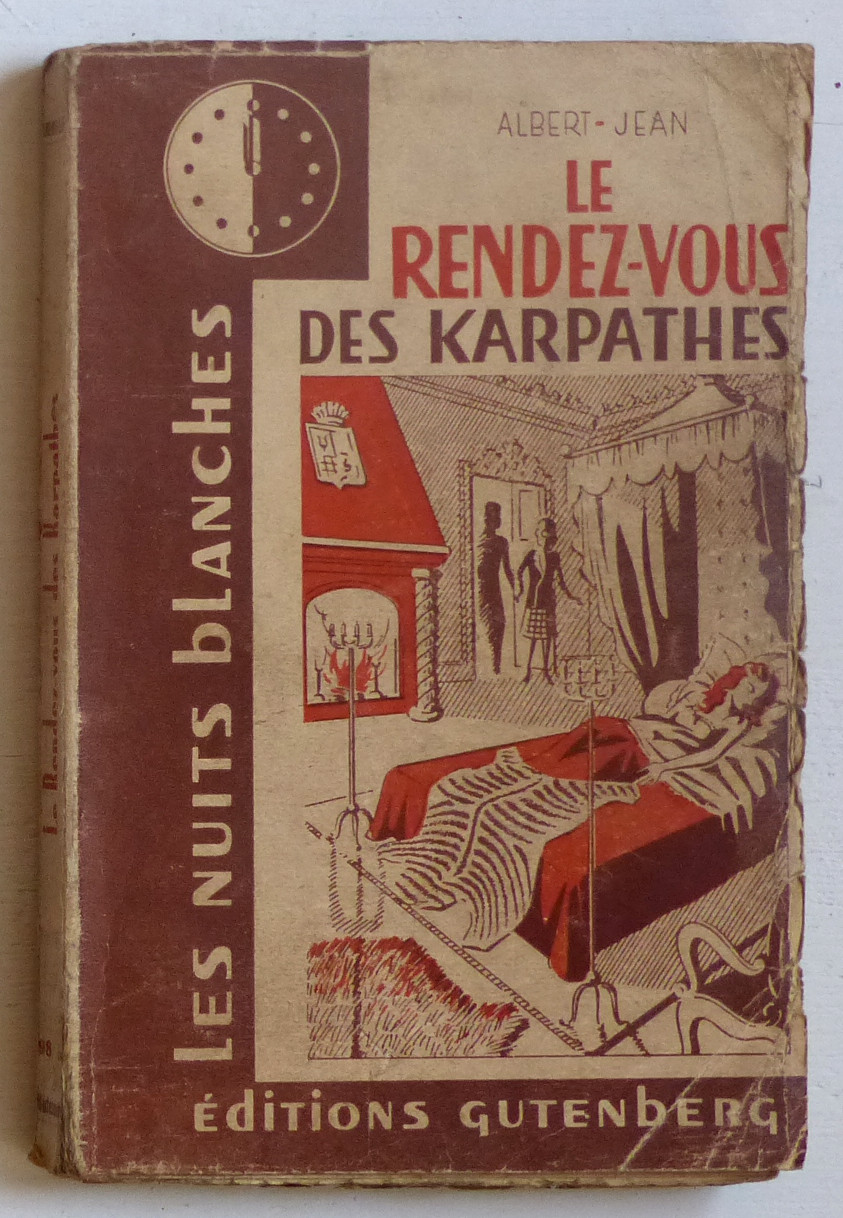 ALBERT-JEAN
LE
RENDEZ-VOUS
DES KARPATHES
LES NUITS bLANCHES
éditions GUTENbERG
Le Rendez-vous des Karpathes